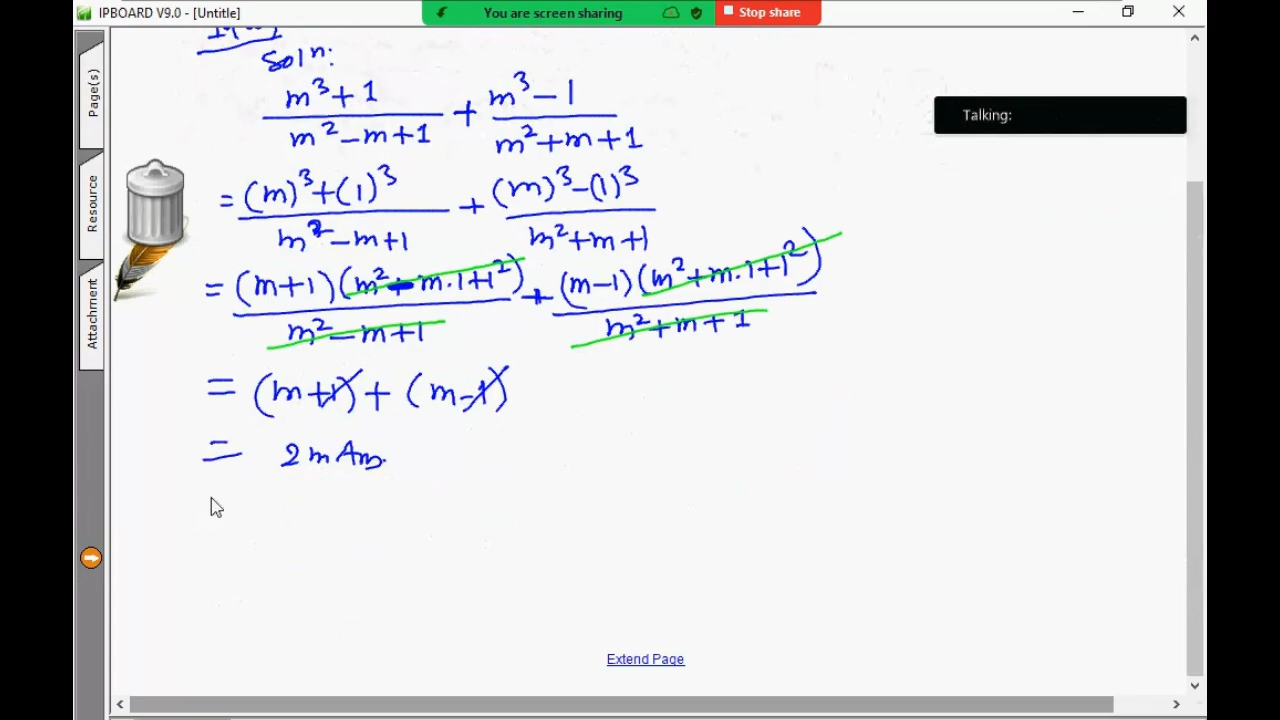 IPBOARD V9.0 - [Untitle]
You are screen sharing
Stop share
Page(s)
Resource
Attachment
Talking:
Soln:
m³+1/m²-m+1 + m³-1/m²+m+1
= (m)³+(1)³/m²-m+1 + (m)³-(1)³/m²+m+1
= (m+1)(m²-m.1+1²)/m²-m+1 + (m-1)(m²+m.1+1²)/m²+m+1
= (m+1)+(m-1)
= 2m Ans.
Extend Page